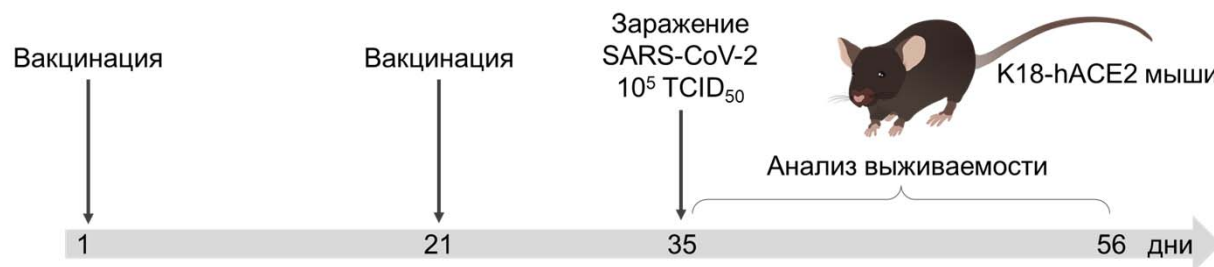 Вакцинация
Вакцинация
Заражение
SARS-CoV-2
10⁵ TCID₅₀
K18-hACE2 мыши
Анализ выживаемости
1 21 35 56 дни